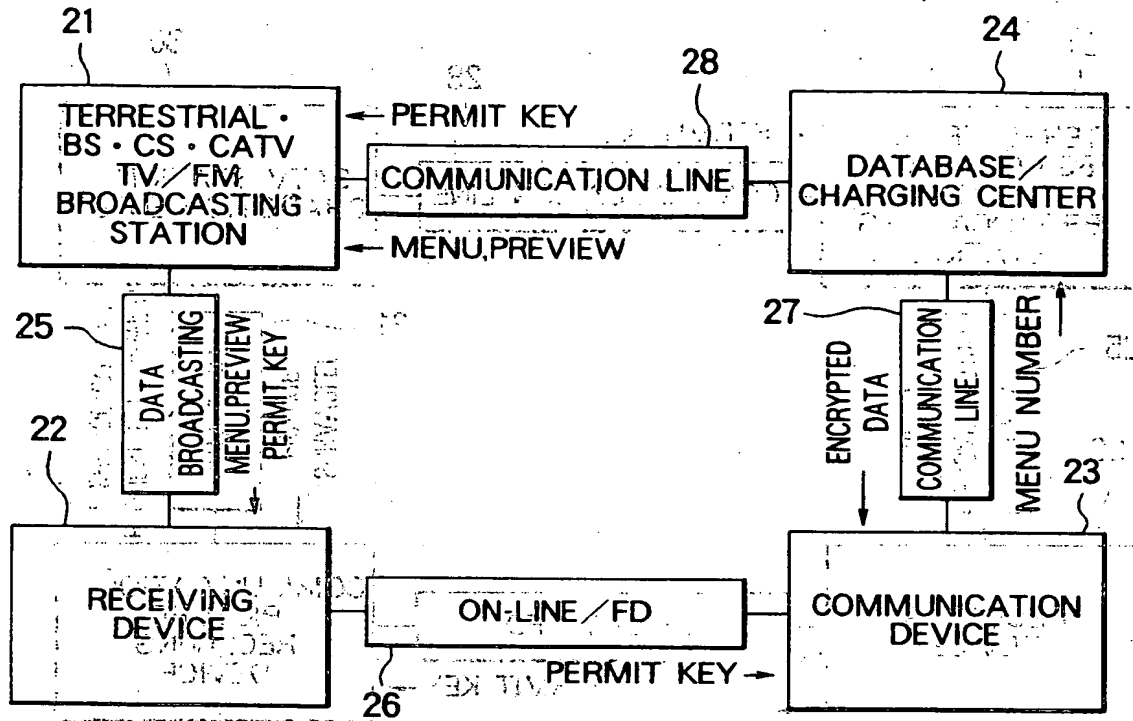 21
TERRESTRIAL・
BS・CS・CATV
TV/FM
BROADCASTING
STATION
← PERMIT KEY
28
COMMUNICATION LINE
← MENU,PREVIEW
24
DATABASE/
CHARGING CENTER
25
DATA
BROADCASTING
MENU,PREVIEW
PERMIT KEY
27
ENCRYPTED
DATA
COMMUNICATION
LINE
MENU NUMBER
22
RECEIVING
DEVICE
ON-LINE/FD
26
PERMIT KEY →
23
COMMUNICATION
DEVICE